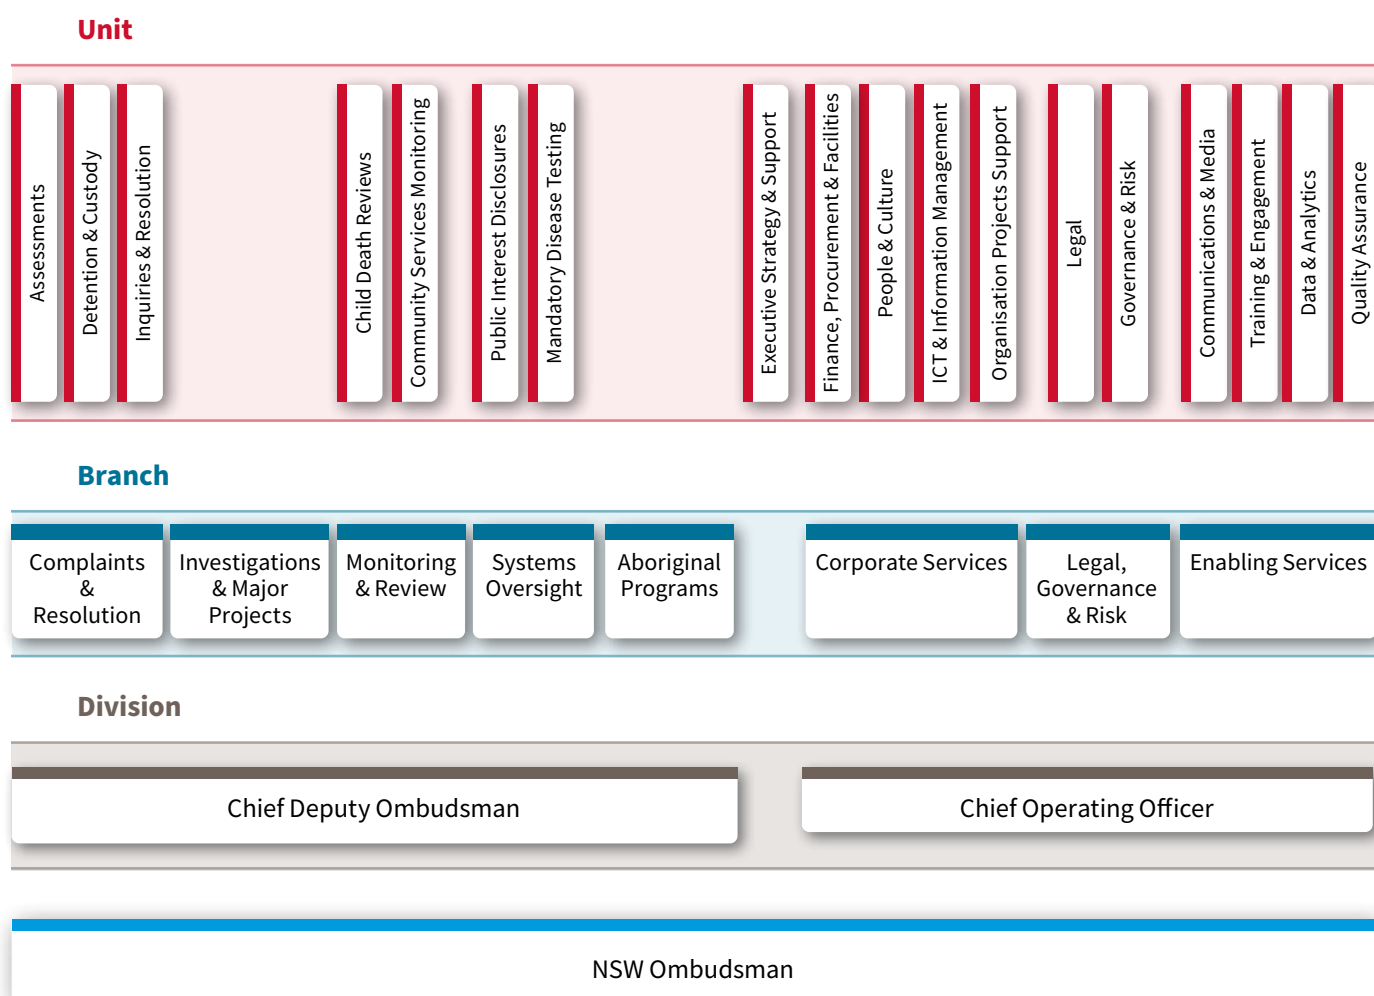 Unit
Assessments
Detention & Custody
Inquiries & Resolution
Child Death Reviews
Community Services Monitoring
Public Interest Disclosures
Mandatory Disease Testing
Executive Strategy & Support
Finance, Procurement & Facilities
People & Culture
ICT & Information Management
Organisation Projects Support
Legal
Governance & Risk
Communications & Media
Training & Engagement
Data & Analytics
Quality Assurance
Branch
Complaints
&
Resolution
Investigations
& Major
Projects
Monitoring
& Review
Systems
Oversight
Aboriginal
Programs
Corporate Services
Legal,
Governance
& Risk
Enabling Services
Division
Chief Deputy Ombudsman
Chief Operating Officer
NSW Ombudsman